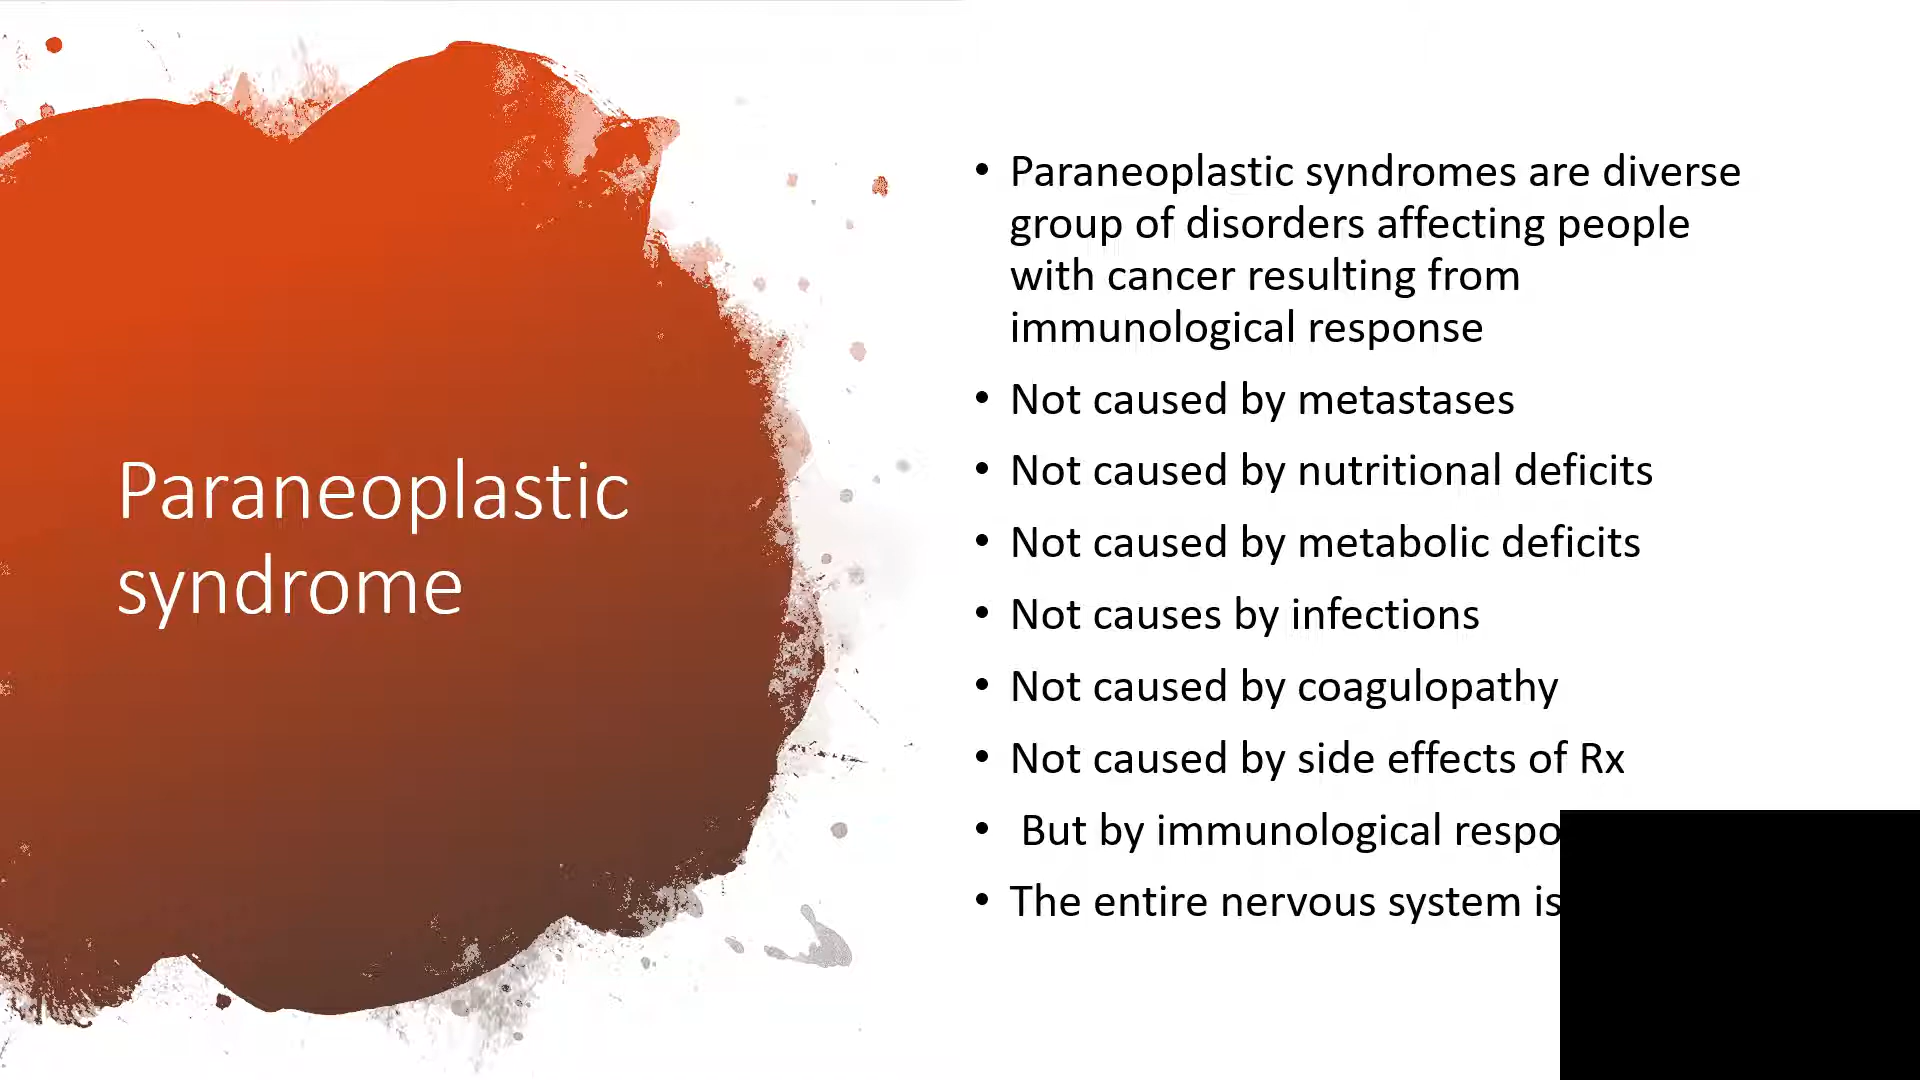 Paraneoplastic
syndrome
• Paraneoplastic syndromes are diverse
group of disorders affecting people
with cancer resulting from
immunological response
• Not caused by metastases
• Not caused by nutritional deficits
• Not caused by metabolic deficits
• Not causes by infections
• Not caused by coagulopathy
• Not caused by side effects of Rx
• But by immunological
• The entire nervous system is